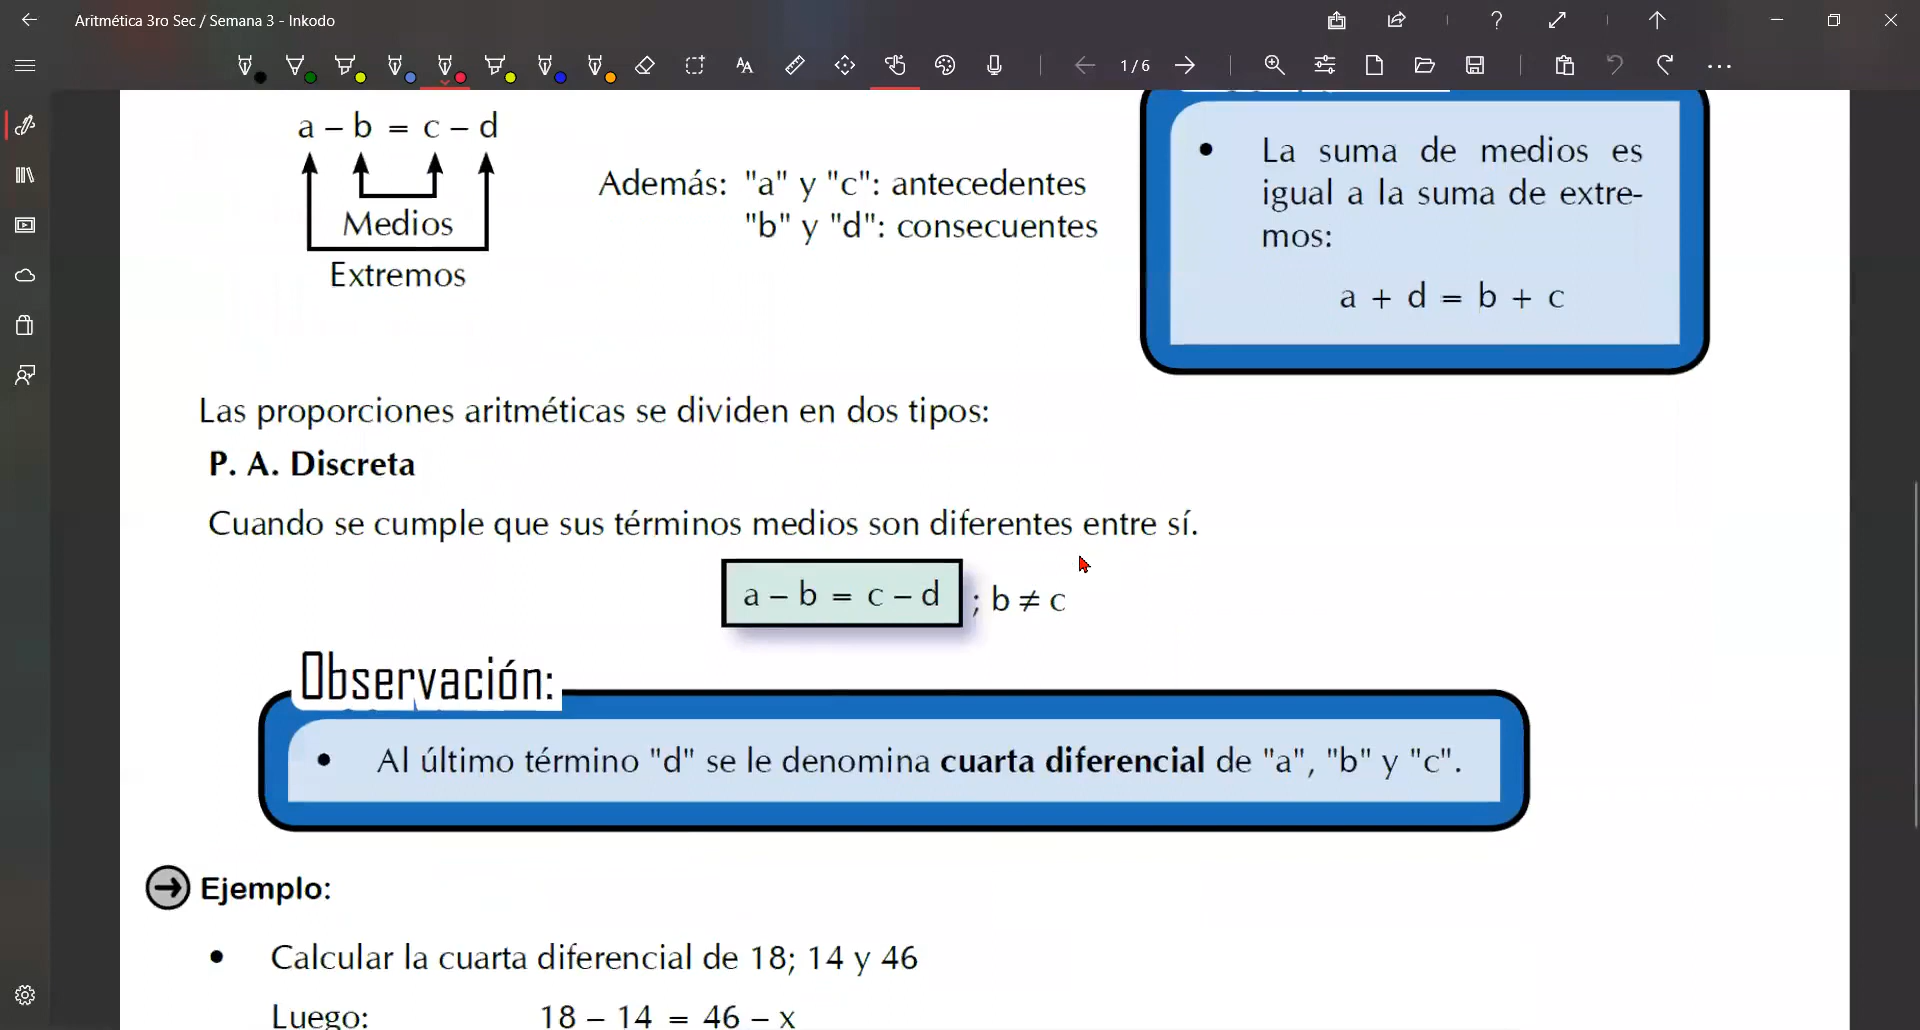 Aritmética 3ro Sec / Semana 3 - Inkodo
1 / 6
a – b = c – d
Medios
Extremos
Además: "a" y "c": antecedentes
"b" y "d": consecuentes
• La suma de medios es
igual a la suma de extre-
mos:
a + d = b + c
Las proporciones aritméticas se dividen en dos tipos:
P. A. Discreta
Cuando se cumple que sus términos medios son diferentes entre sí.
a – b = c – d ; b ≠ c
Observación:
• Al último término "d" se le denomina cuarta diferencial de "a", "b" y "c".
Ejemplo:
• Calcular la cuarta diferencial de 18; 14 y 46
Luego: 18 – 14 = 46 – x